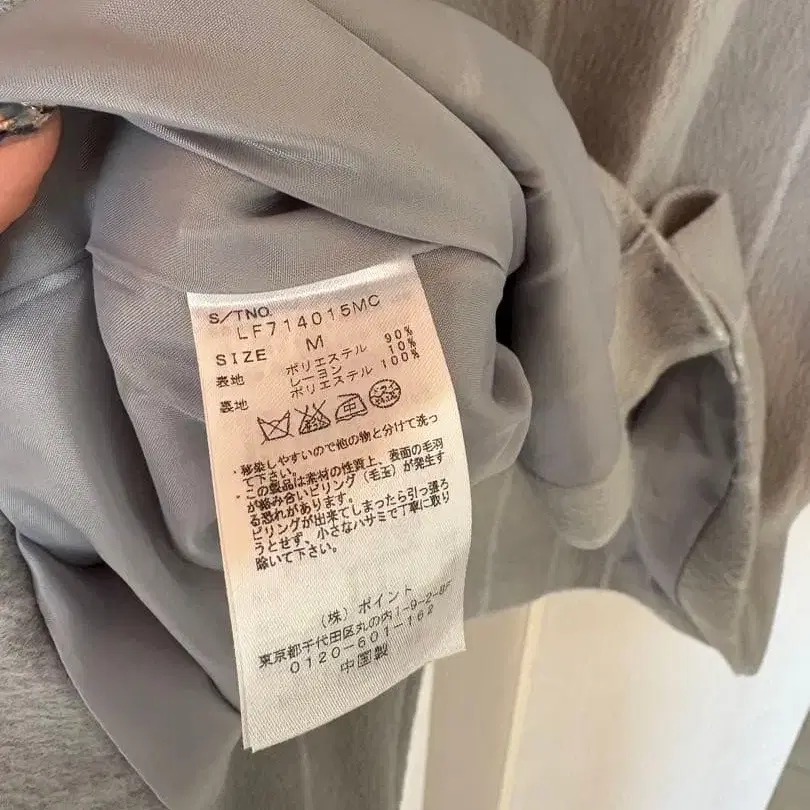 S/TNO.
LF714015MC
SIZE M
表地 ポリエステル 90%
レーヨン 10%
裏地 ポリエステル 100%
・移染しやすいので他の物と分けて洗っ
て下さい。
・この製品は素材の性質上、表面の毛羽
が絡み合いピリング(毛玉)が発生す
る恐れがあります。
ピリングが出来てしまったら引っ張ろ
うとせず、小さなハサミで丁寧に取り
除いて下さい。
(株)ポイント
東京都千代田区丸の内1-9-2-8F
0120-601-162
中国製